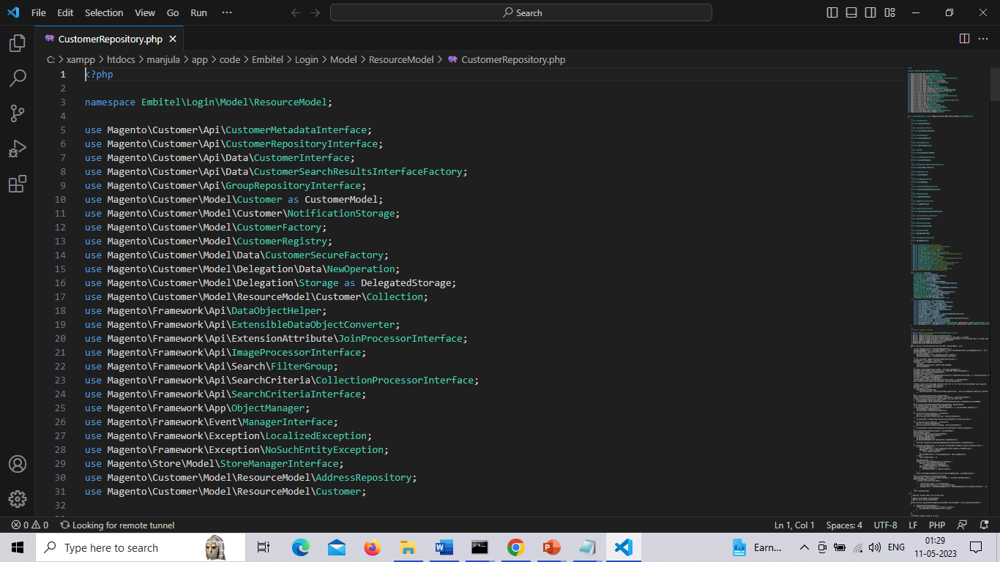 File Edit Selection View Go Run ··· Search
CustomerRepository.php
C: > xampp > htdocs > manjula > app > code > Embitel > Login > Model > ResourceModel > CustomerRepository.php
1 <?php
2
3 namespace Embitel\Login\Model\ResourceModel;
4
5 use Magento\Customer\Api\CustomerMetadataInterface;
6 use Magento\Customer\Api\CustomerRepositoryInterface;
7 use Magento\Customer\Api\Data\CustomerInterface;
8 use Magento\Customer\Api\Data\CustomerSearchResultsInterfaceFactory;
9 use Magento\Customer\Api\GroupRepositoryInterface;
10 use Magento\Customer\Model\Customer as CustomerModel;
11 use Magento\Customer\Model\Customer\NotificationStorage;
12 use Magento\Customer\Model\CustomerFactory;
13 use Magento\Customer\Model\CustomerRegistry;
14 use Magento\Customer\Model\Data\CustomerSecureFactory;
15 use Magento\Customer\Model\Delegation\Data\NewOperation;
16 use Magento\Customer\Model\Delegation\Storage as DelegatedStorage;
17 use Magento\Customer\Model\ResourceModel\Customer\Collection;
18 use Magento\Framework\Api\DataObjectHelper;
19 use Magento\Framework\Api\ExtensibleDataObjectConverter;
20 use Magento\Framework\Api\ExtensionAttribute\JoinProcessorInterface;
21 use Magento\Framework\Api\ImageProcessorInterface;
22 use Magento\Framework\Api\Search\FilterGroup;
23 use Magento\Framework\Api\SearchCriteria\CollectionProcessorInterface;
24 use Magento\Framework\Api\SearchCriteriaInterface;
25 use Magento\Framework\App\ObjectManager;
26 use Magento\Framework\Event\ManagerInterface;
27 use Magento\Framework\Exception\LocalizedException;
28 use Magento\Framework\Exception\NoSuchEntityException;
29 use Magento\Store\Model\StoreManagerInterface;
30 use Magento\Customer\Model\ResourceModel\AddressRepository;
31 use Magento\Customer\Model\ResourceModel\Customer;
32
0 0 Looking for remote tunnel Ln 1, Col 1 Spaces: 4 UTF-8 LF PHP
Type here to search Earn... ENG 01:29
11-05-2023